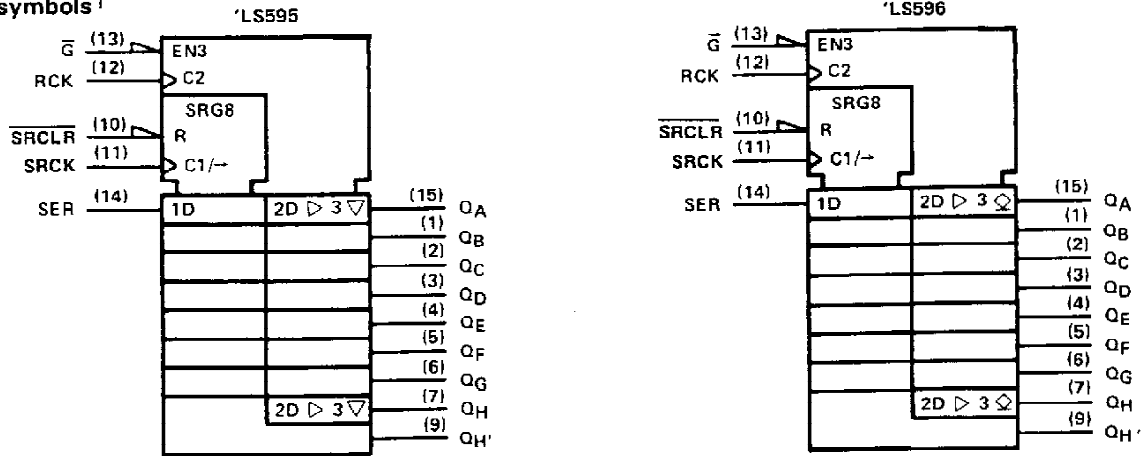 symbols†
'LS595
G̅ (13) EN3
RCK (12) C2
SRG8
S̅R̅C̅L̅R̅ (10) R
SRCK (11) C1/→
SER (14) 1D 2D ▷ 3 ▽ (15) QA
(1) QB
(2) QC
(3) QD
(4) QE
(5) QF
(6) QG
2D ▷ 3 ▽ (7) QH
(9) QH'
'LS596
G̅ (13) EN3
RCK (12) C2
SRG8
S̅R̅C̅L̅R̅ (10) R
SRCK (11) C1/→
SER (14) 1D 2D ▷ 3 ◇ (15) QA
(1) QB
(2) QC
(3) QD
(4) QE
(5) QF
(6) QG
2D ▷ 3 ◇ (7) QH
(9) QH'